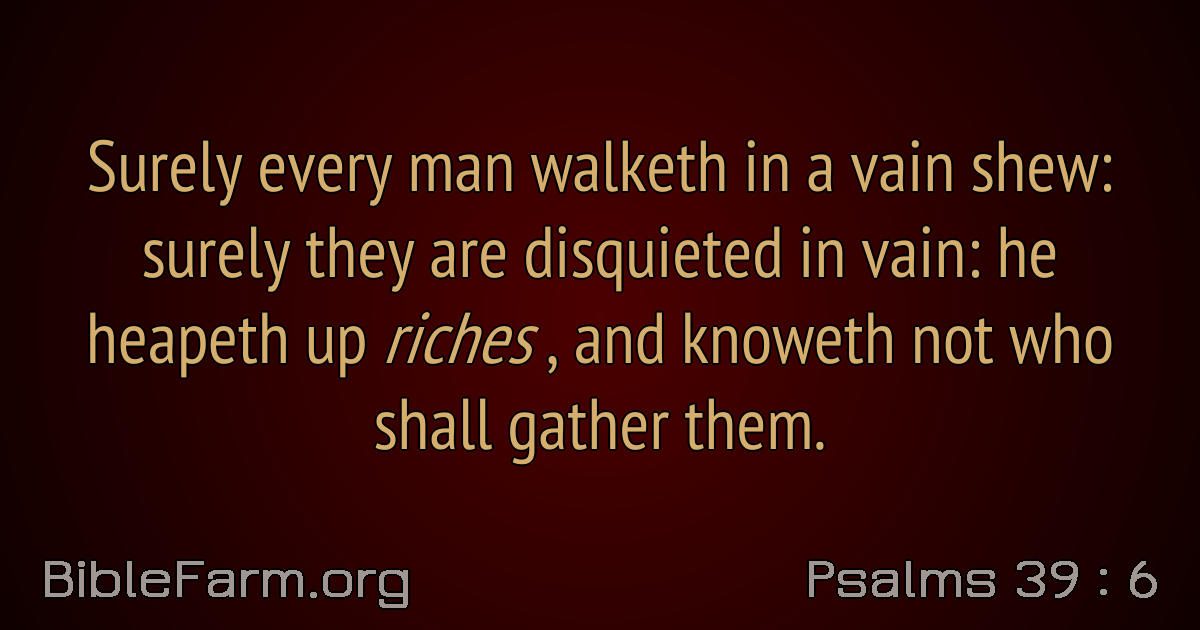 Surely every man walketh in a vain shew:
surely they are disquieted in vain: he
heapeth up riches , and knoweth not who
shall gather them.
BibleFarm.org
Psalms 39 : 6